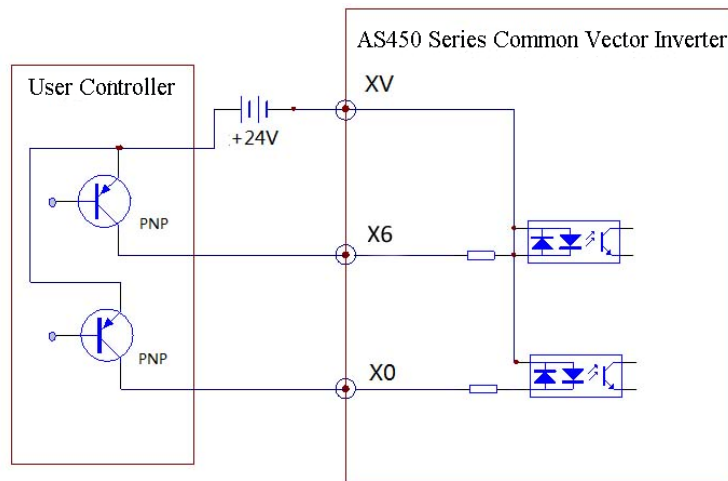 AS450 Series Common Vector Inverter
User Controller
XV
+24V
PNP
X6
PNP
X0